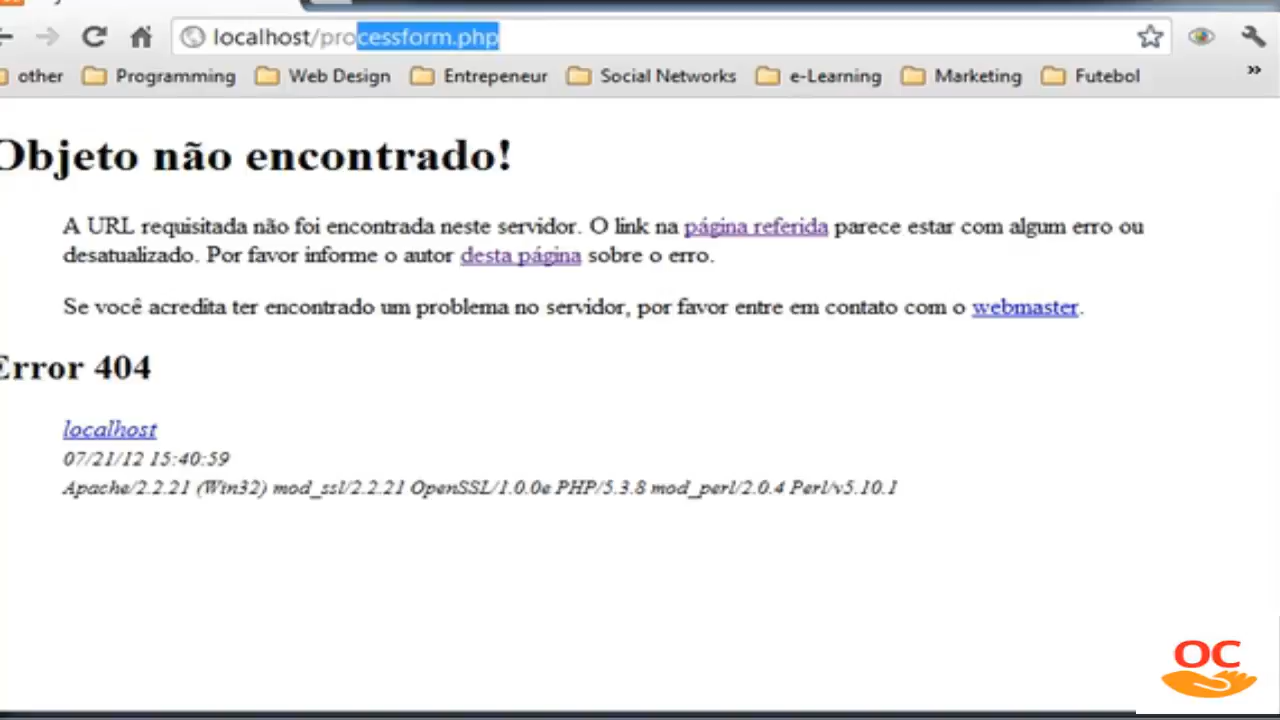 localhost/processform.php
other Programming Web Design Entrepeneur Social Networks e-Learning Marketing Futebol »
Objeto não encontrado!
A URL requisitada não foi encontrada neste servidor. O link na página referida parece estar com algum erro ou
desatualizado. Por favor informe o autor desta página sobre o erro.
Se você acredita ter encontrado um problema no servidor, por favor entre em contato com o webmaster.
Error 404
localhost
07/21/12 15:40:59
Apache/2.2.21 (Win32) mod_ssl/2.2.21 OpenSSL/1.0.0e PHP/5.3.8 mod_perl/2.0.4 Perl/v5.10.1
OC